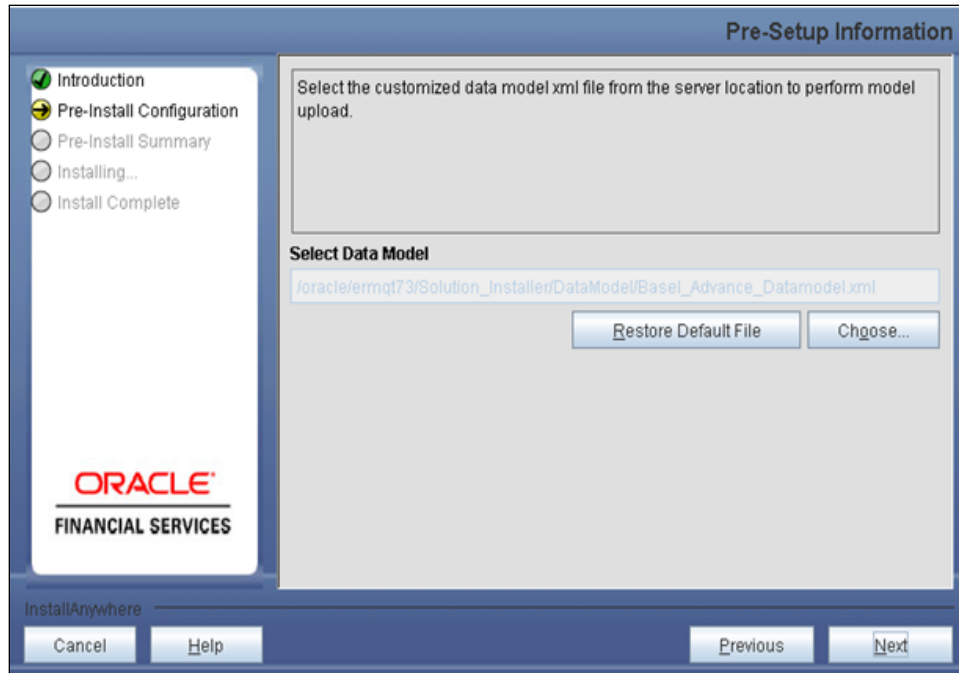 Pre-Setup Information
Introduction
Pre-Install Configuration
Pre-Install Summary
Installing...
Install Complete
Select the customized data model xml file from the server location to perform model
upload.
Select Data Model
/oracle/ermqt73/Solution_Installer/DataModel/Basel_Advance_Datamodel.xml
Restore Default File
Choose...
ORACLE
FINANCIAL SERVICES
InstallAnywhere
Cancel
Help
Previous
Next